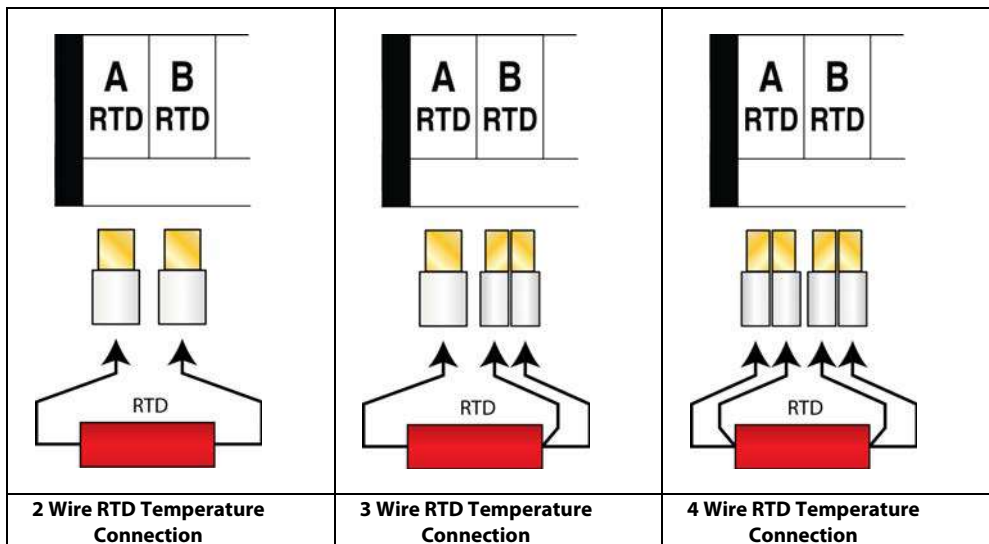 A B
RTD RTD
RTD
2 Wire RTD Temperature
Connection
A B
RTD RTD
RTD
3 Wire RTD Temperature
Connection
A B
RTD RTD
RTD
4 Wire RTD Temperature
Connection